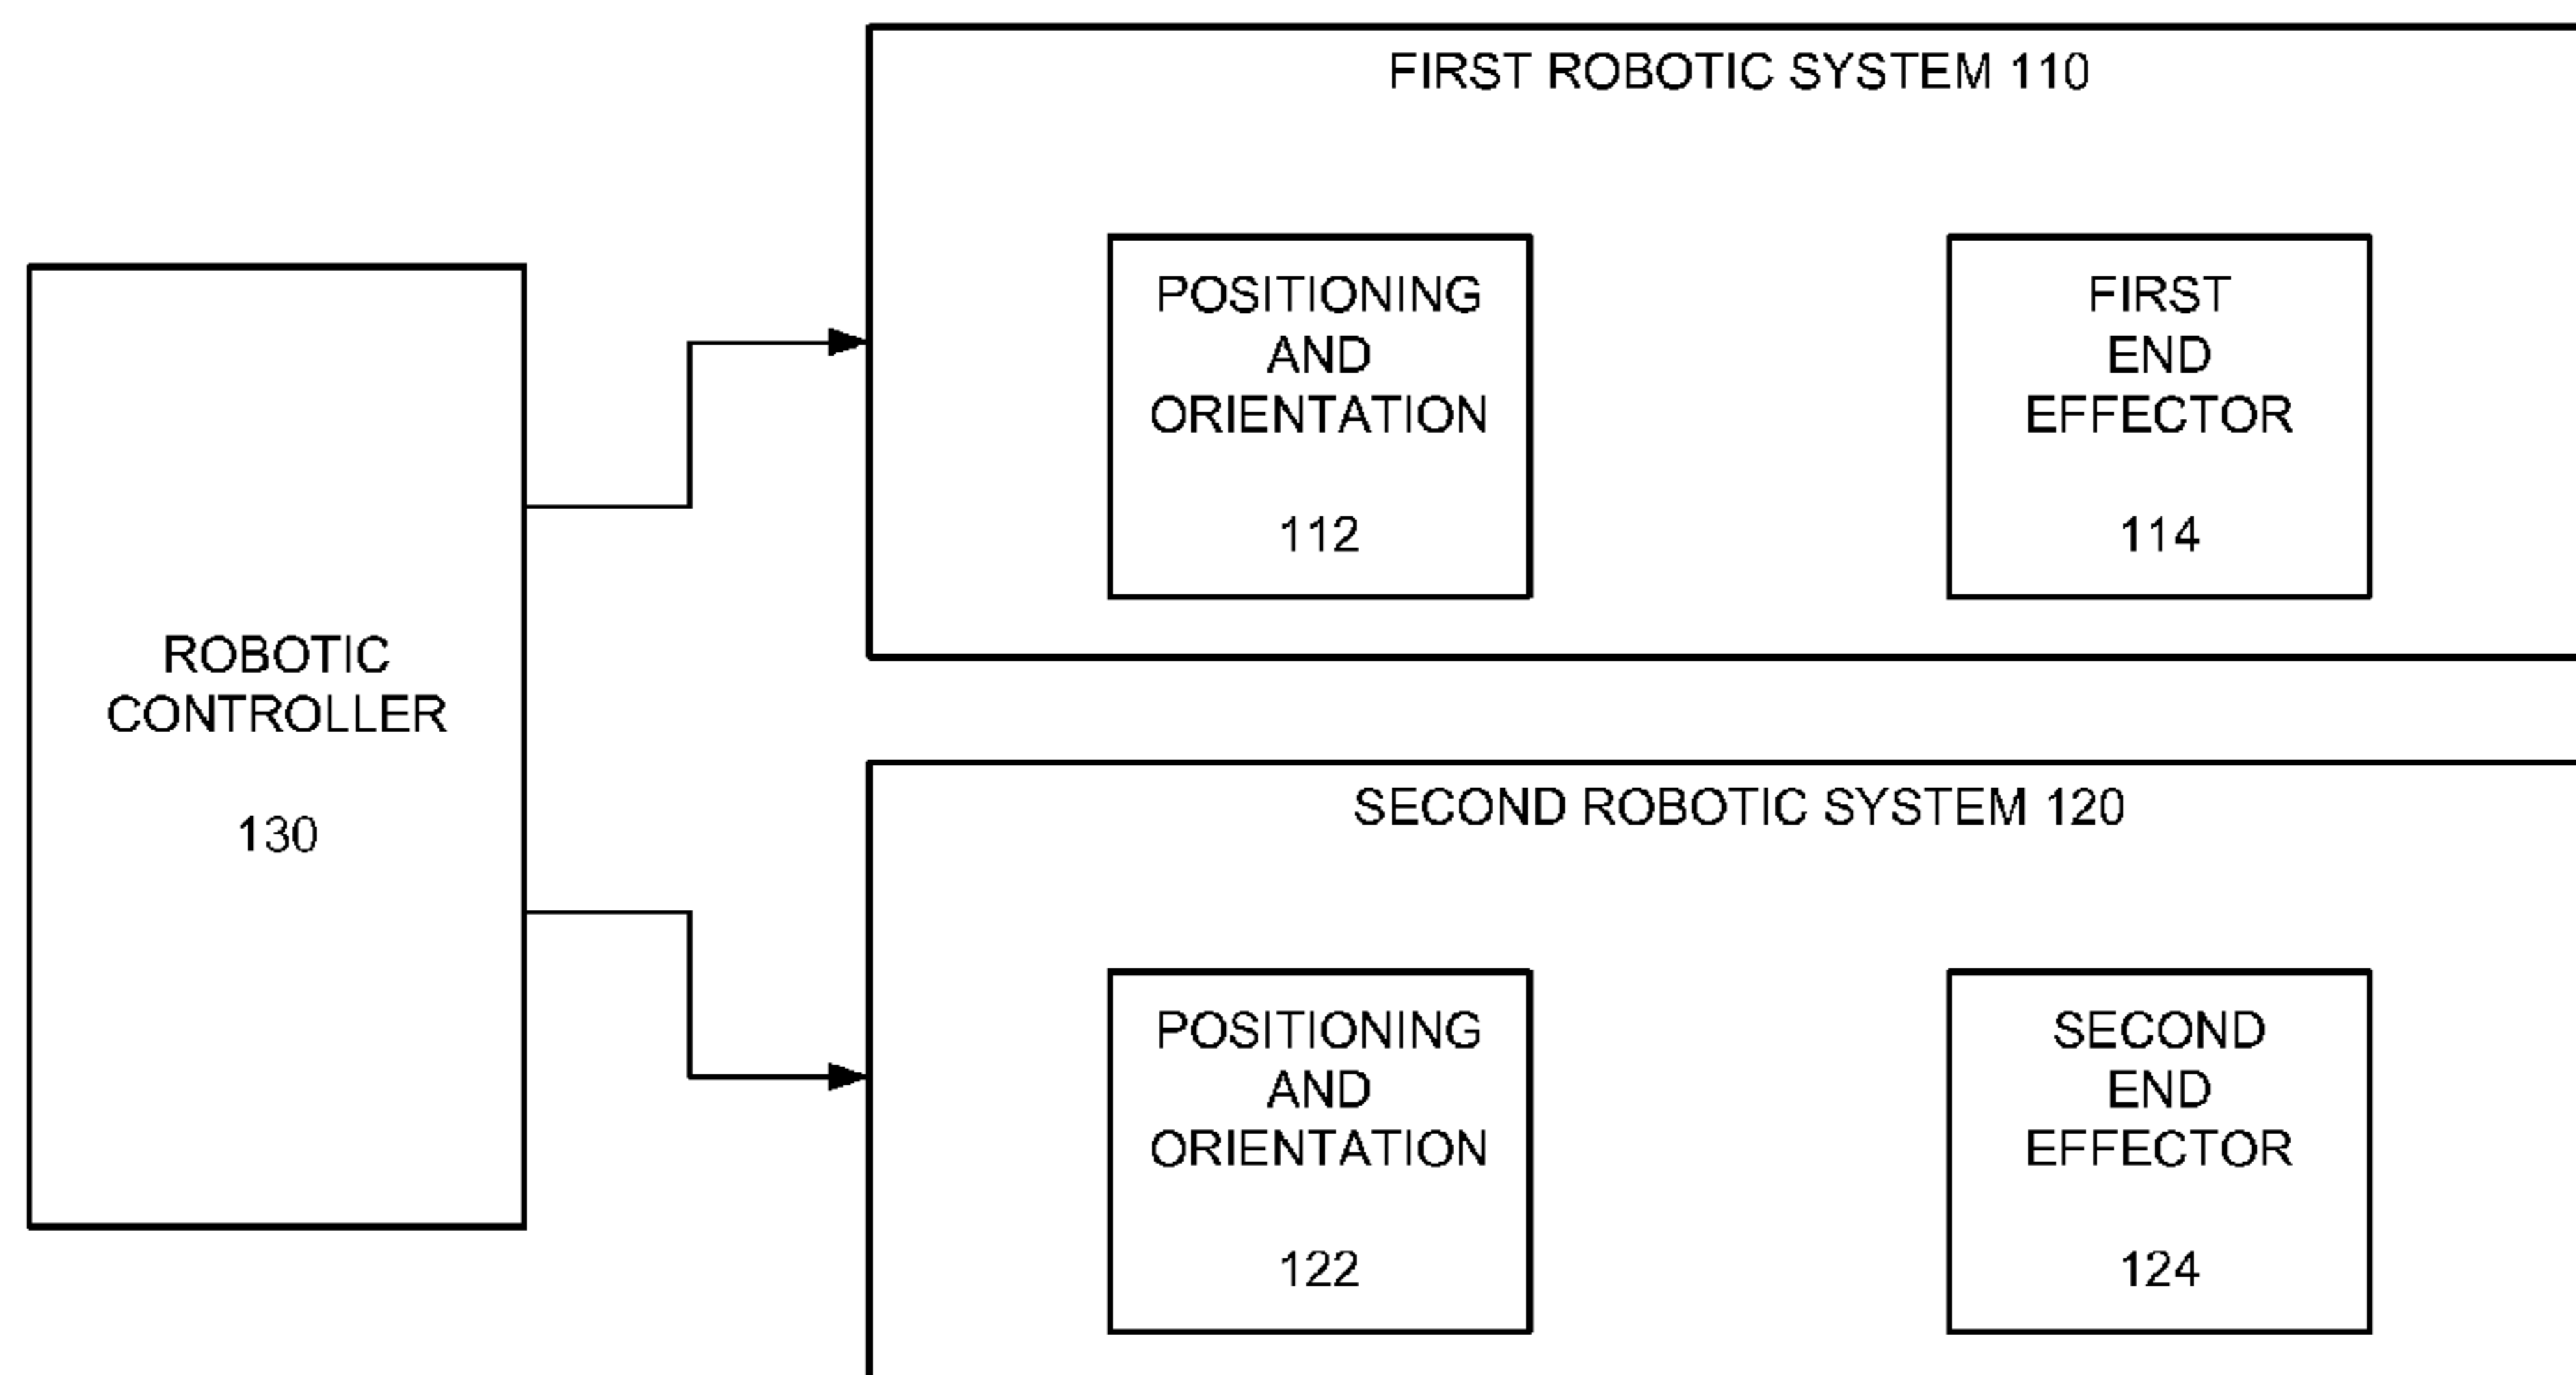 FIRST ROBOTIC SYSTEM 110
POSITIONING
AND
ORIENTATION
112
FIRST
END
EFFECTOR
114
ROBOTIC
CONTROLLER
130
SECOND ROBOTIC SYSTEM 120
POSITIONING
AND
ORIENTATION
122
SECOND
END
EFFECTOR
124